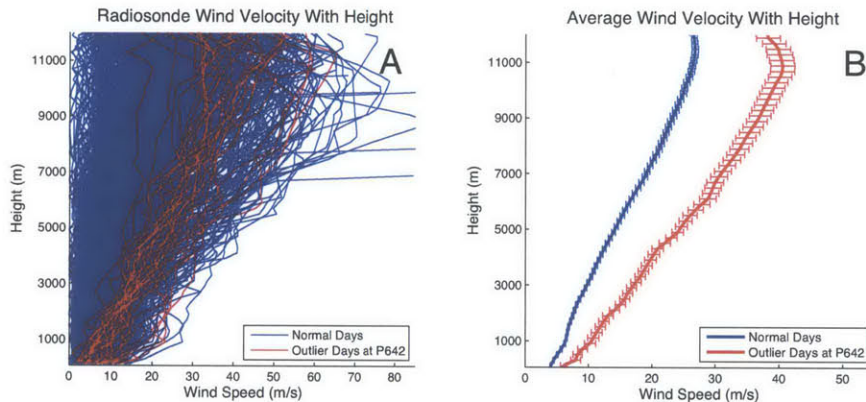 Radiosonde Wind Velocity With Height
A
Height (m)
11000
9000
7000
5000
3000
1000
Normal Days
Outlier Days at P642
0 10 20 30 40 50 60 70 80
Wind Speed (m/s)
Average Wind Velocity With Height
B
Height (m)
11000
9000
7000
5000
3000
1000
Normal Days
Outlier Days at P642
0 10 20 30 40 50
Wind Speed (m/s)